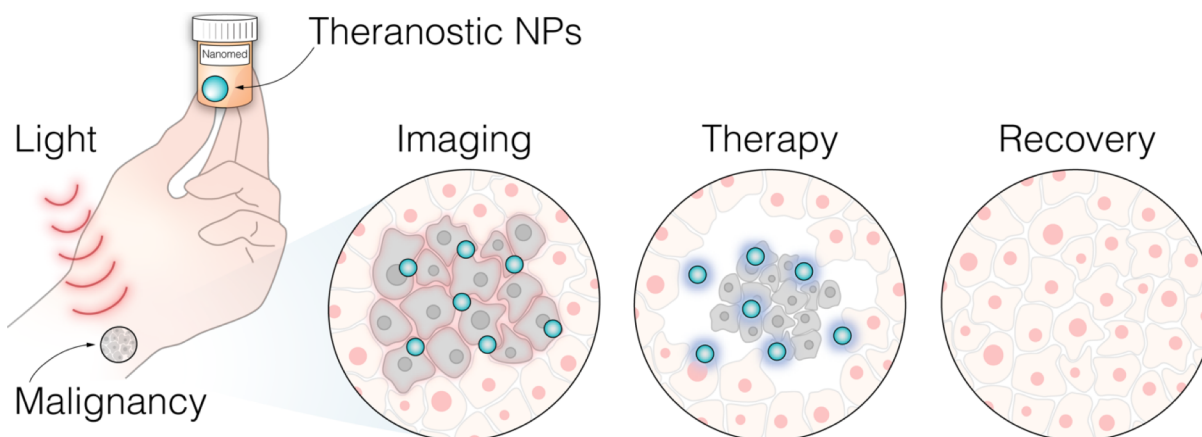 Theranostic NPs
Nanomed
Light
Imaging
Therapy
Recovery
Malignancy